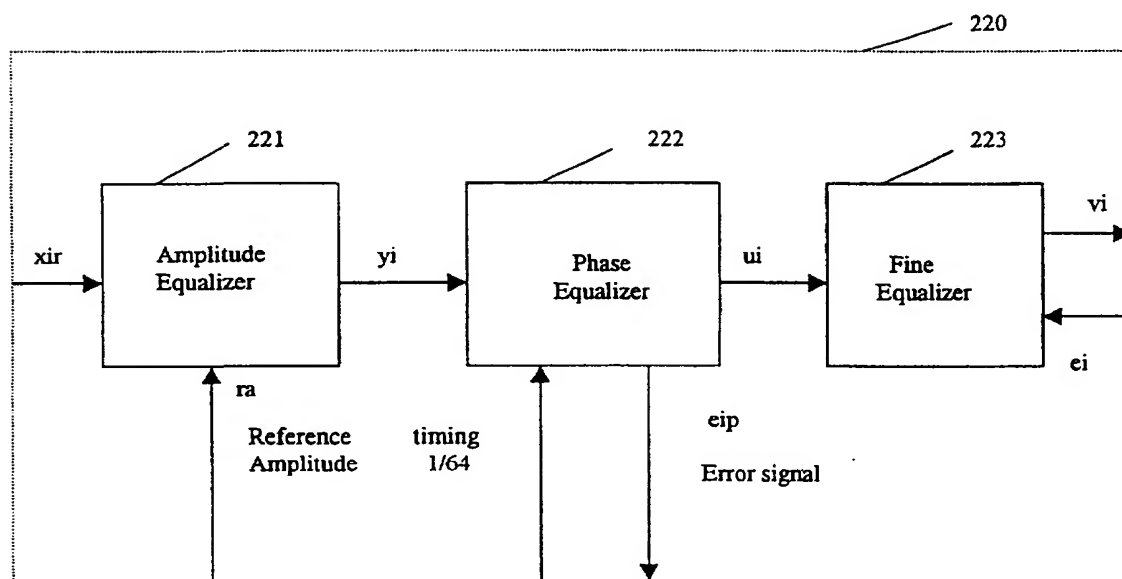 220
221
222
223
xir
Amplitude
Equalizer
yi
Phase
Equalizer
ui
Fine
Equalizer
vi
ei
ra
Reference
Amplitude
timing
1/64
eip
Error signal